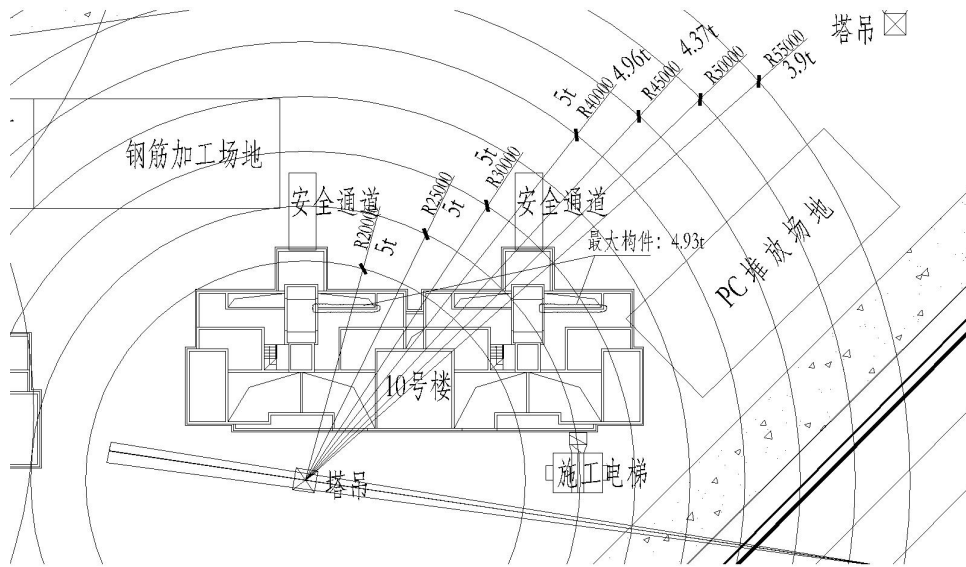 塔吊
R55000
3.9t
R50000
4.37t
R45000
4.96t
R40000
5t
R30000
5t
R25000
5t
R20000
5t
钢筋加工场地
安全通道
安全通道
最大构件：4.93t
PC堆放场地
10号楼
塔吊
施工电梯